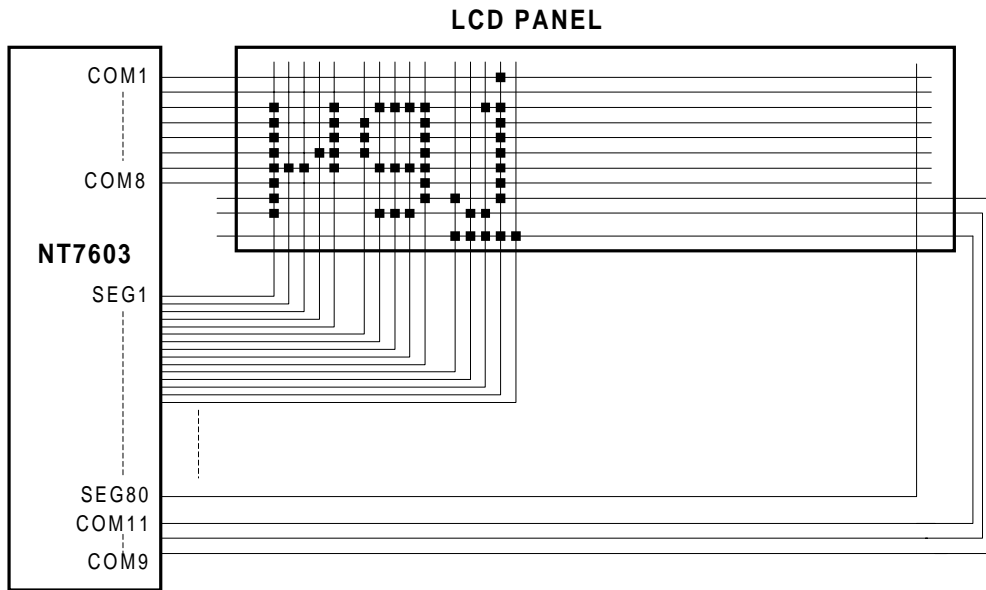 LCD PANEL
COM1
COM8
NT7603
SEG1
SEG80
COM11
COM9